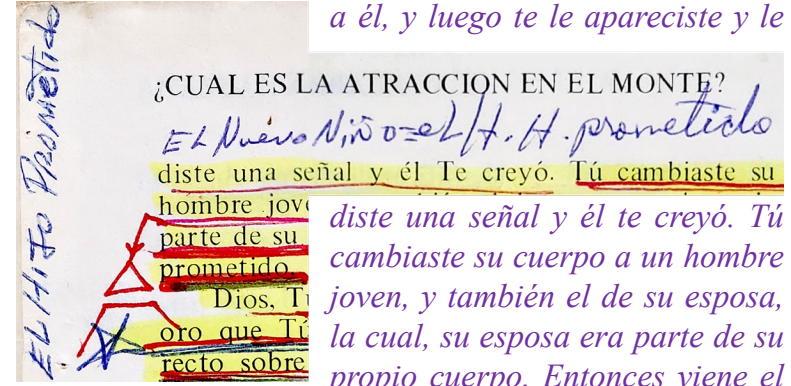 a él, y luego te le apareciste y le
¿CUAL ES LA ATRACCION EN EL MONTE?
EL Nuevo Niño=el H. H. prometido
diste una señal y él Te creyó. Tú cambiaste su
hombre jove
parte de su
prometido.
Dios, Tú
oro que Tú
recto sobre
diste una señal y él te creyó. Tú
cambiaste su cuerpo a un hombre
joven, y también el de su esposa,
la cual, su esposa era parte de su
propio cuerpo. Entonces viene el
EL HiJo Prometido